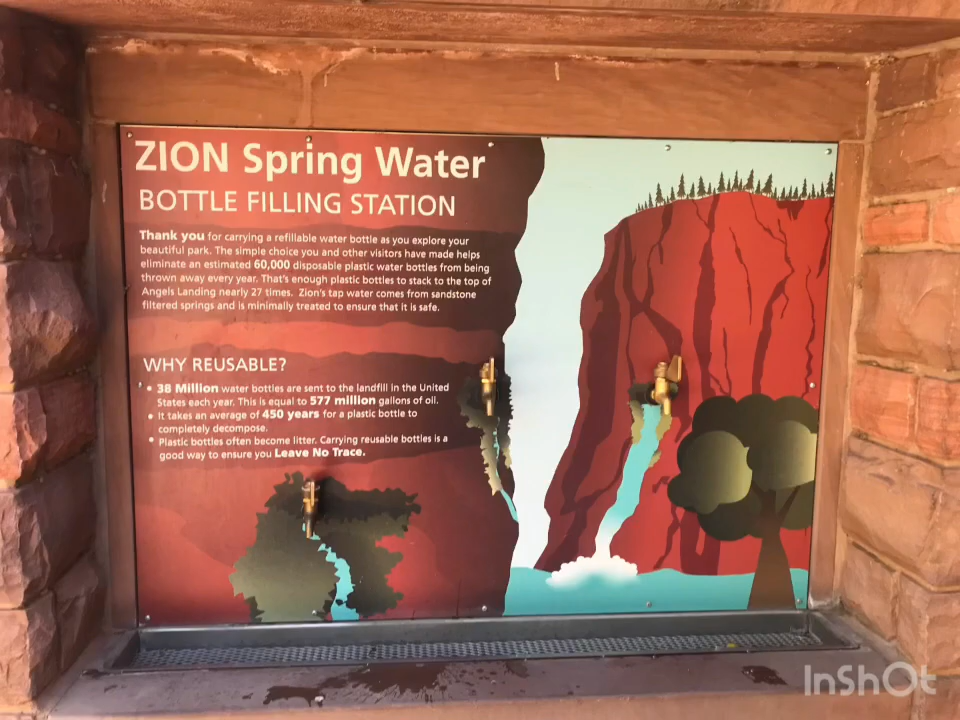 ZION Spring Water
BOTTLE FILLING STATION
Thank you for carrying a refillable water bottle as you explore your
beautiful park. The simple choice you and other visitors have made helps
eliminate an estimated 60,000 disposable plastic water bottles from being
thrown away every year. That's enough plastic bottles to stack to the top of
Angels Landing nearly 27 times. Zion's tap water comes from sandstone
filtered springs and is minimally treated to ensure that it is safe.
WHY REUSABLE?
• 38 Million water bottles are sent to the landfill in the United
States each year. This is equal to 577 million gallons of oil.
• It takes an average of 450 years for a plastic bottle to
completely decompose.
• Plastic bottles often become litter. Carrying reusable bottles is a
good way to ensure you Leave No Trace.
InShOt